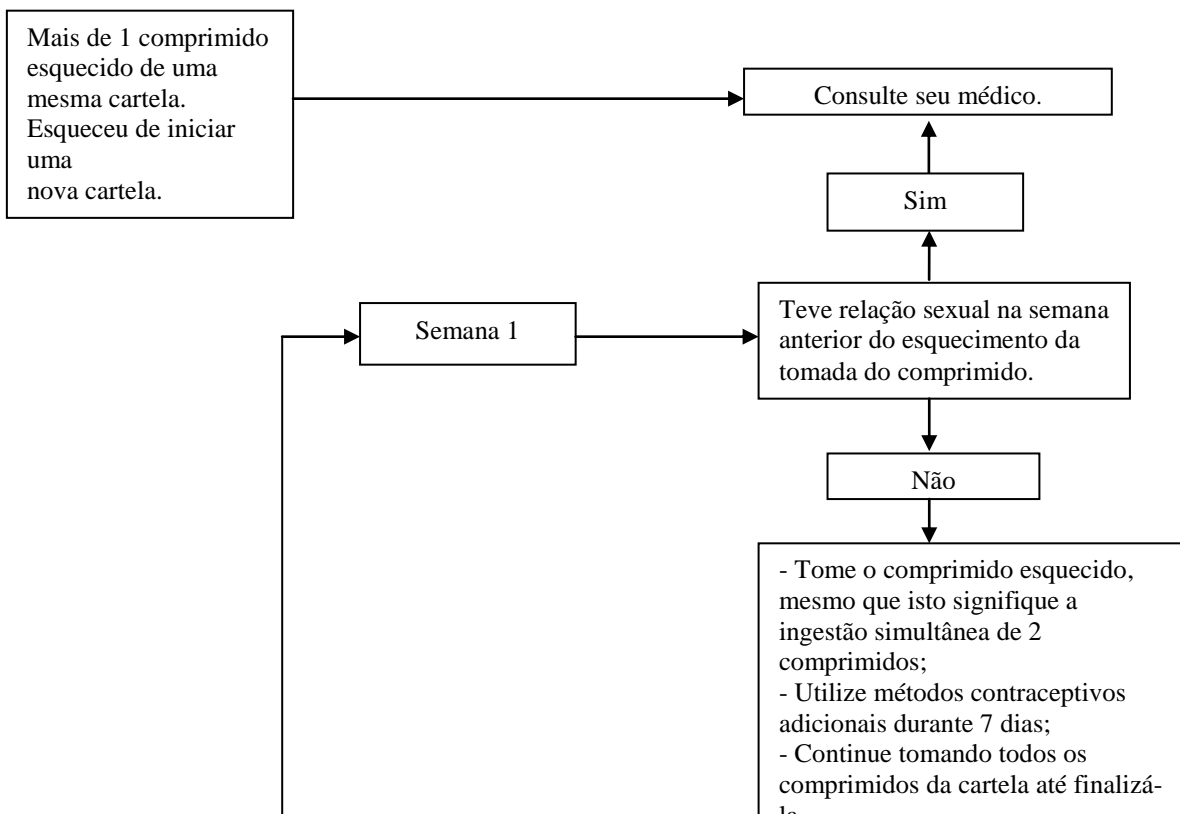 Mais de 1 comprimido
esquecido de uma
mesma cartela.
Esqueceu de iniciar
uma
nova cartela.
Consulte seu médico.
Sim
Semana 1
Teve relação sexual na semana
anterior do esquecimento da
tomada do comprimido.
Não
- Tome o comprimido esquecido,
mesmo que isto signifique a
ingestão simultânea de 2
comprimidos;
- Utilize métodos contraceptivos
adicionais durante 7 dias;
- Continue tomando todos os
comprimidos da cartela até finalizá-